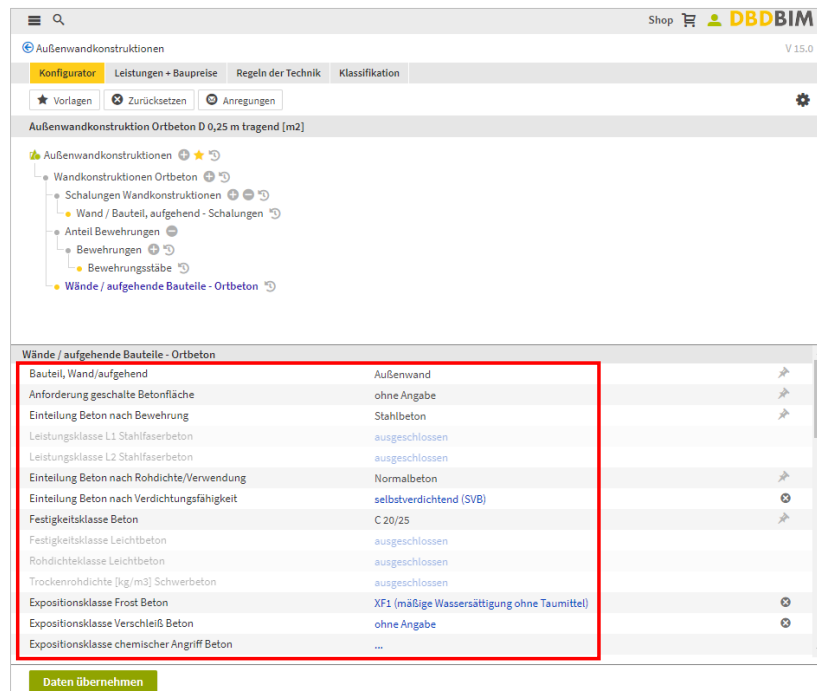 Shop DBDBIM
Außenwandkonstruktionen V 15.0
Konfigurator Leistungen + Baupreise Regeln der Technik Klassifikation
Vorlagen Zurücksetzen Anregungen
Außenwandkonstruktion Ortbeton D 0,25 m tragend [m2]
Außenwandkonstruktionen
Wandkonstruktionen Ortbeton
Schalungen Wandkonstruktionen
Wand / Bauteil, aufgehend - Schalungen
Anteil Bewehrungen
Bewehrungen
Bewehrungsstäbe
Wände / aufgehende Bauteile - Ortbeton
Wände / aufgehende Bauteile - Ortbeton
Bauteil, Wand/aufgehend Außenwand
Anforderung geschalte Betonfläche ohne Angabe
Einteilung Beton nach Bewehrung Stahlbeton
Leistungsklasse L1 Stahlfaserbeton ausgeschlossen
Leistungsklasse L2 Stahlfaserbeton ausgeschlossen
Einteilung Beton nach Rohdichte/Verwendung Normalbeton
Einteilung Beton nach Verdichtungsfähigkeit selbstverdichtend (SVB)
Festigkeitsklasse Beton C 20/25
Festigkeitsklasse Leichtbeton ausgeschlossen
Rohdichteklasse Leichtbeton ausgeschlossen
Trockenrohdichte [kg/m3] Schwerbeton ausgeschlossen
Expositionsklasse Frost Beton XF1 (mäßige Wassersättigung ohne Taumittel)
Expositionsklasse Verschleiß Beton ohne Angabe
Expositionsklasse chemischer Angriff Beton ...
Daten übernehmen